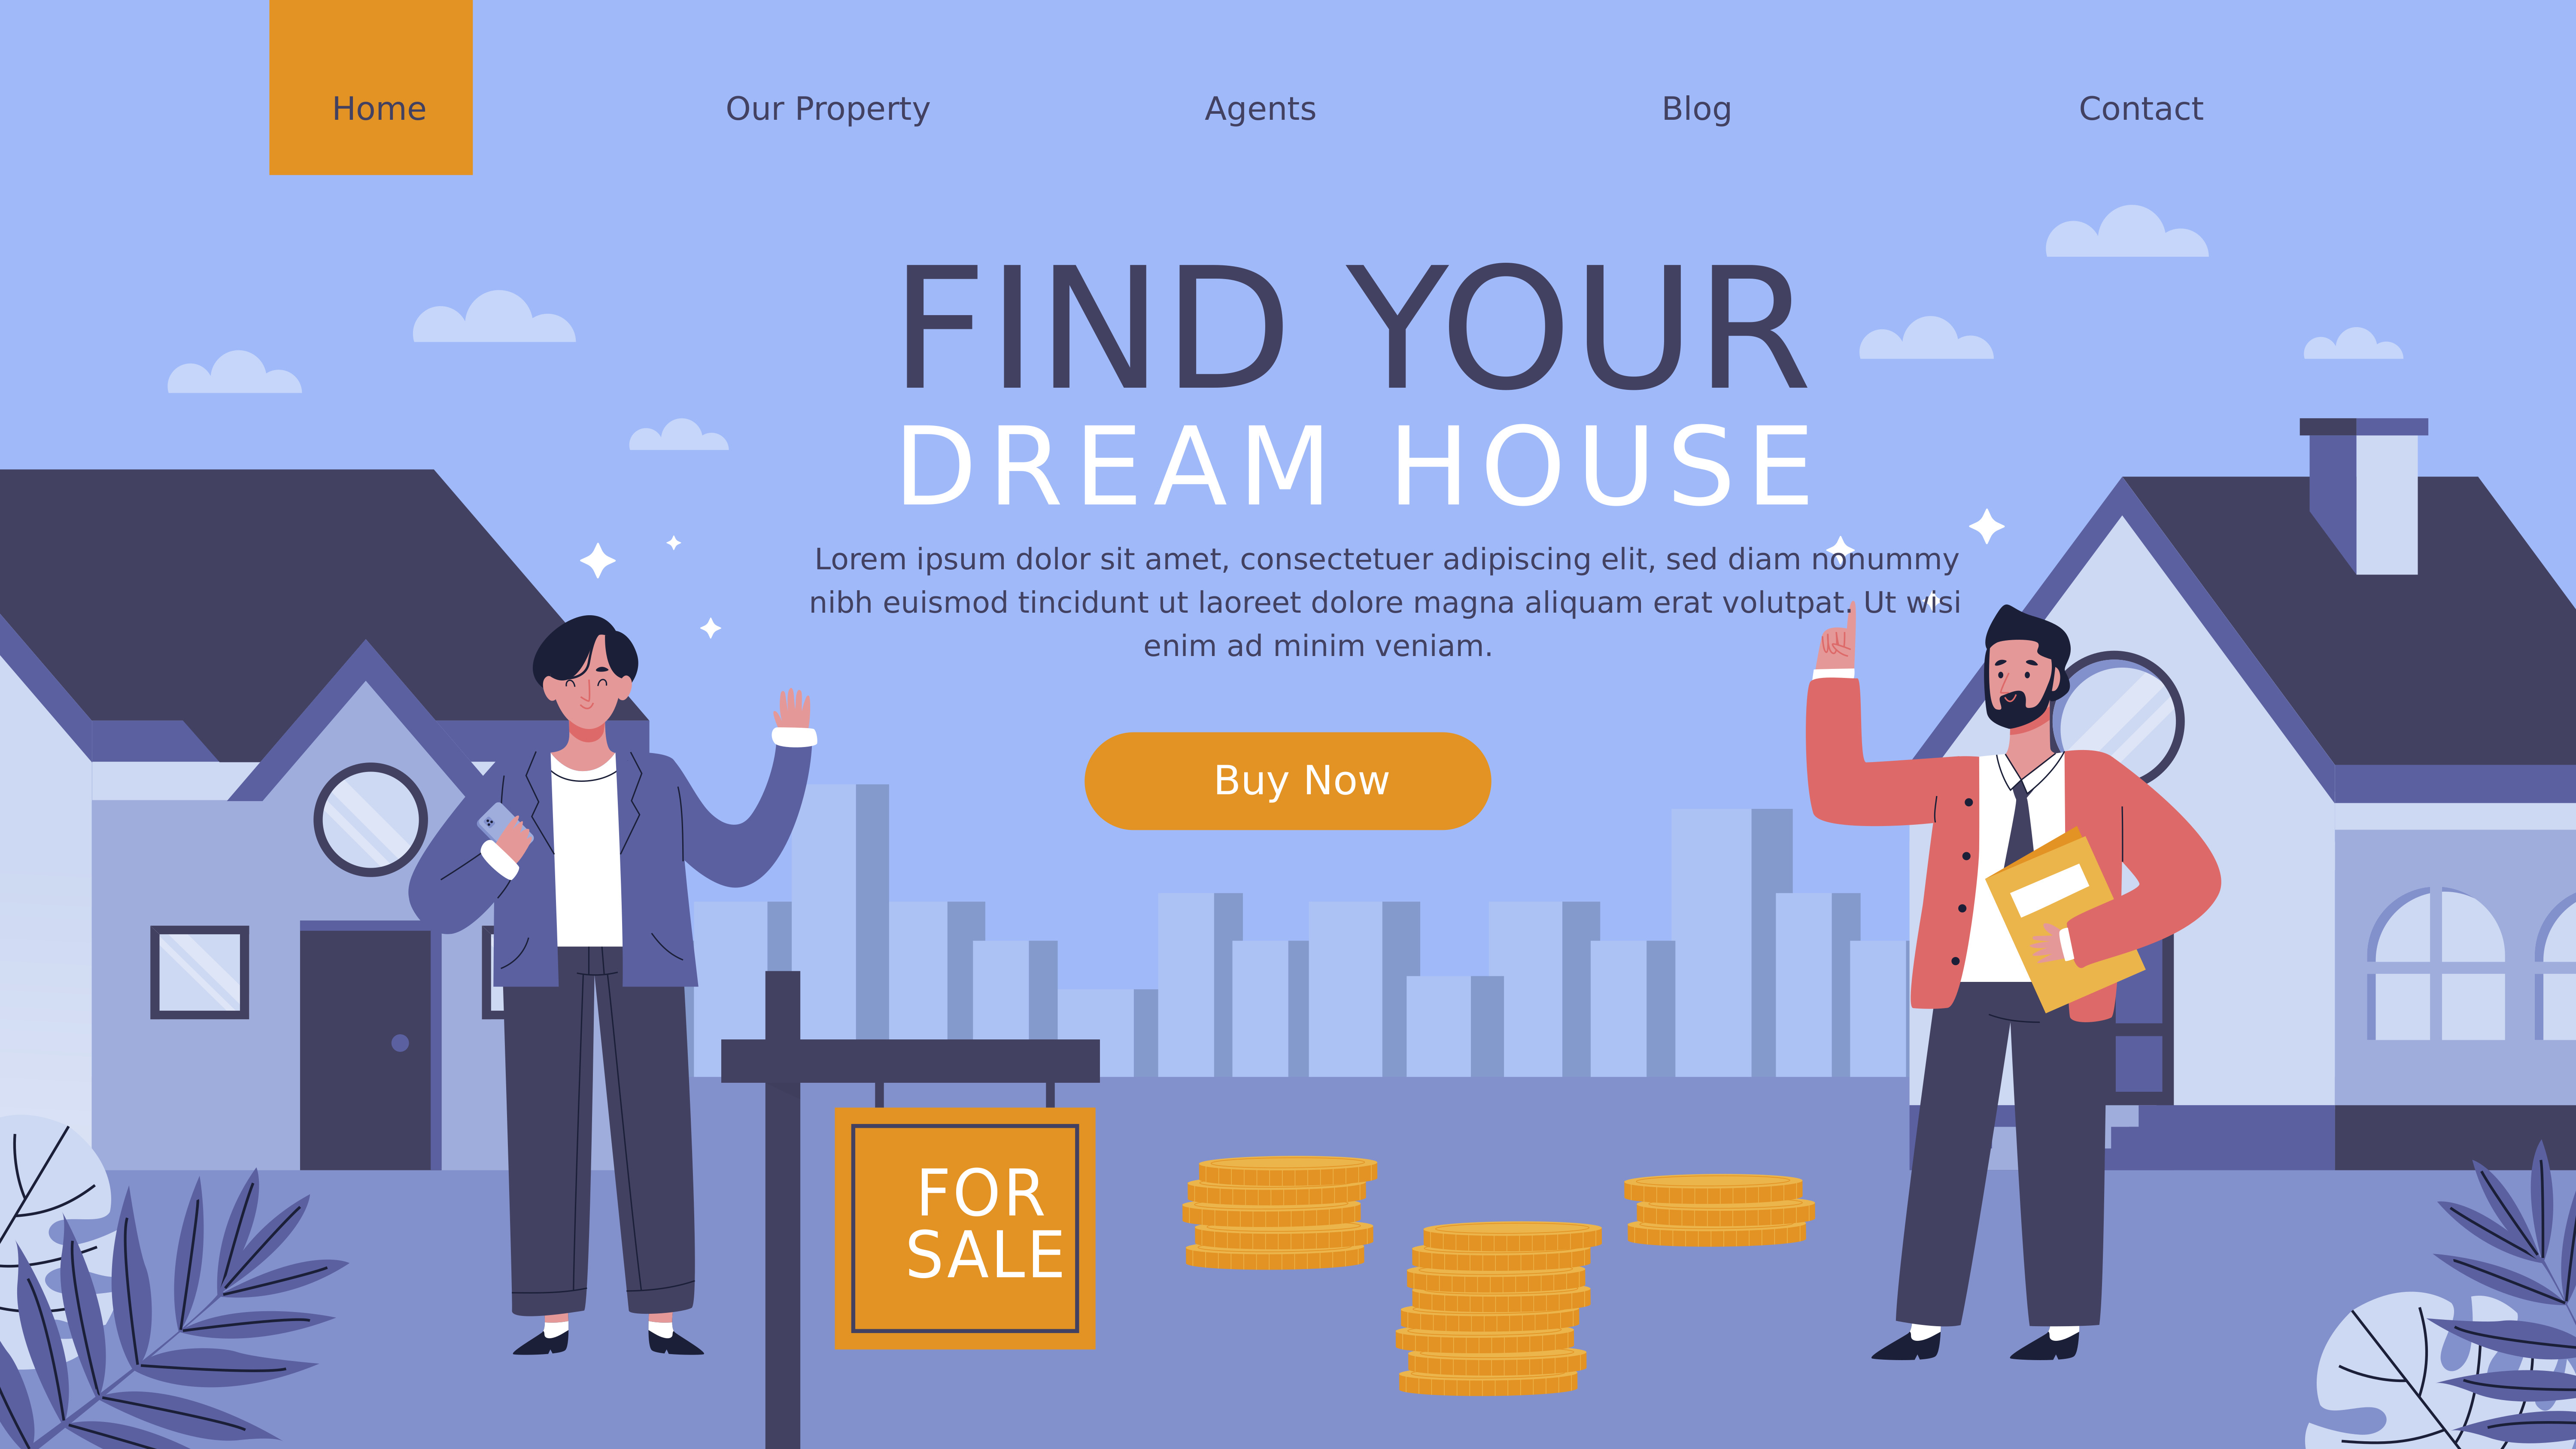 Home
Our Property
Agents
Blog
Contact
FIND YOUR
DREAM HOUSE
Lorem ipsum dolor sit amet, consectetuer adipiscing elit, sed diam nonummy
nibh euismod tincidunt ut laoreet dolore magna aliquam erat volutpat. Ut wisi
enim ad minim veniam.
Buy Now
FOR
SALE